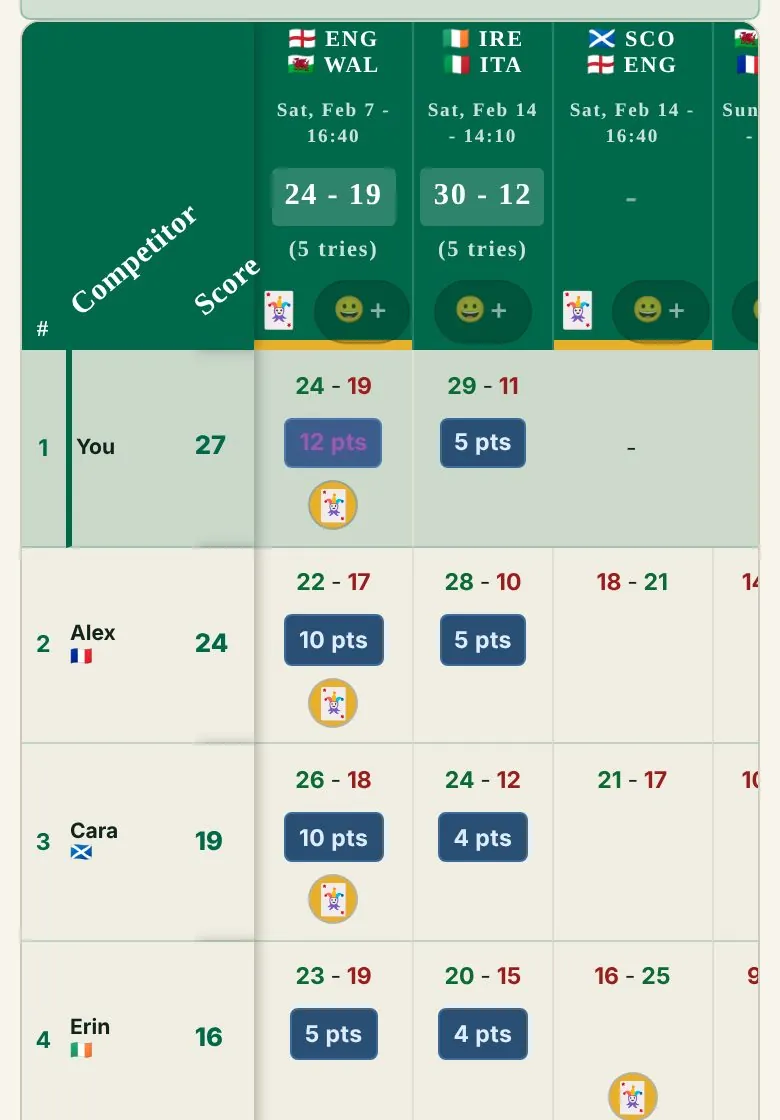 ENG
WAL
Sat, Feb 7 -
16:40
24 - 19
(5 tries)
+
IRE
ITA
Sat, Feb 14
- 14:10
30 - 12
(5 tries)
+
SCO
ENG
Sat, Feb 14 -
16:40
-
+
Sun
-
#
Competitor
Score
1
You
27
24 - 19
12 pts
29 - 11
5 pts
-
2
Alex
24
22 - 17
10 pts
28 - 10
5 pts
18 - 21
3
Cara
19
26 - 18
10 pts
24 - 12
4 pts
21 - 17
4
Erin
16
23 - 19
5 pts
20 - 15
4 pts
16 - 25
9